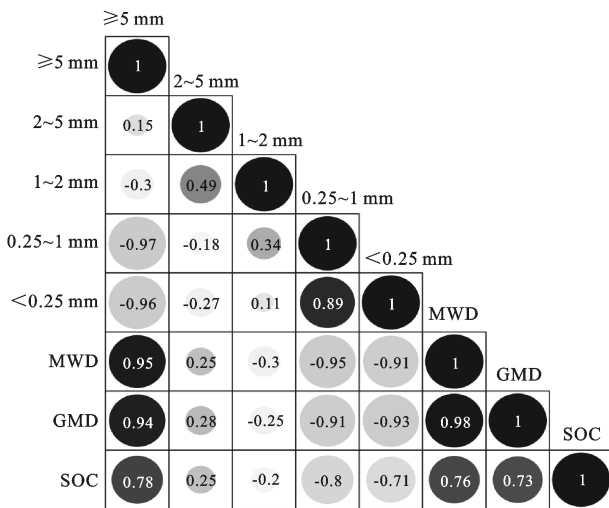 ≥5 mm
≥5 mm 1 2~5 mm
2~5 mm 0.15 1 1~2 mm
1~2 mm -0.3 0.49 1 0.25~1 mm
0.25~1 mm -0.97 -0.18 0.34 1 <0.25 mm
<0.25 mm -0.96 -0.27 0.11 0.89 1 MWD
MWD 0.95 0.25 -0.3 -0.95 -0.91 1 GMD
GMD 0.94 0.28 -0.25 -0.91 -0.93 0.98 1 SOC
SOC 0.78 0.25 -0.2 -0.8 -0.71 0.76 0.73 1